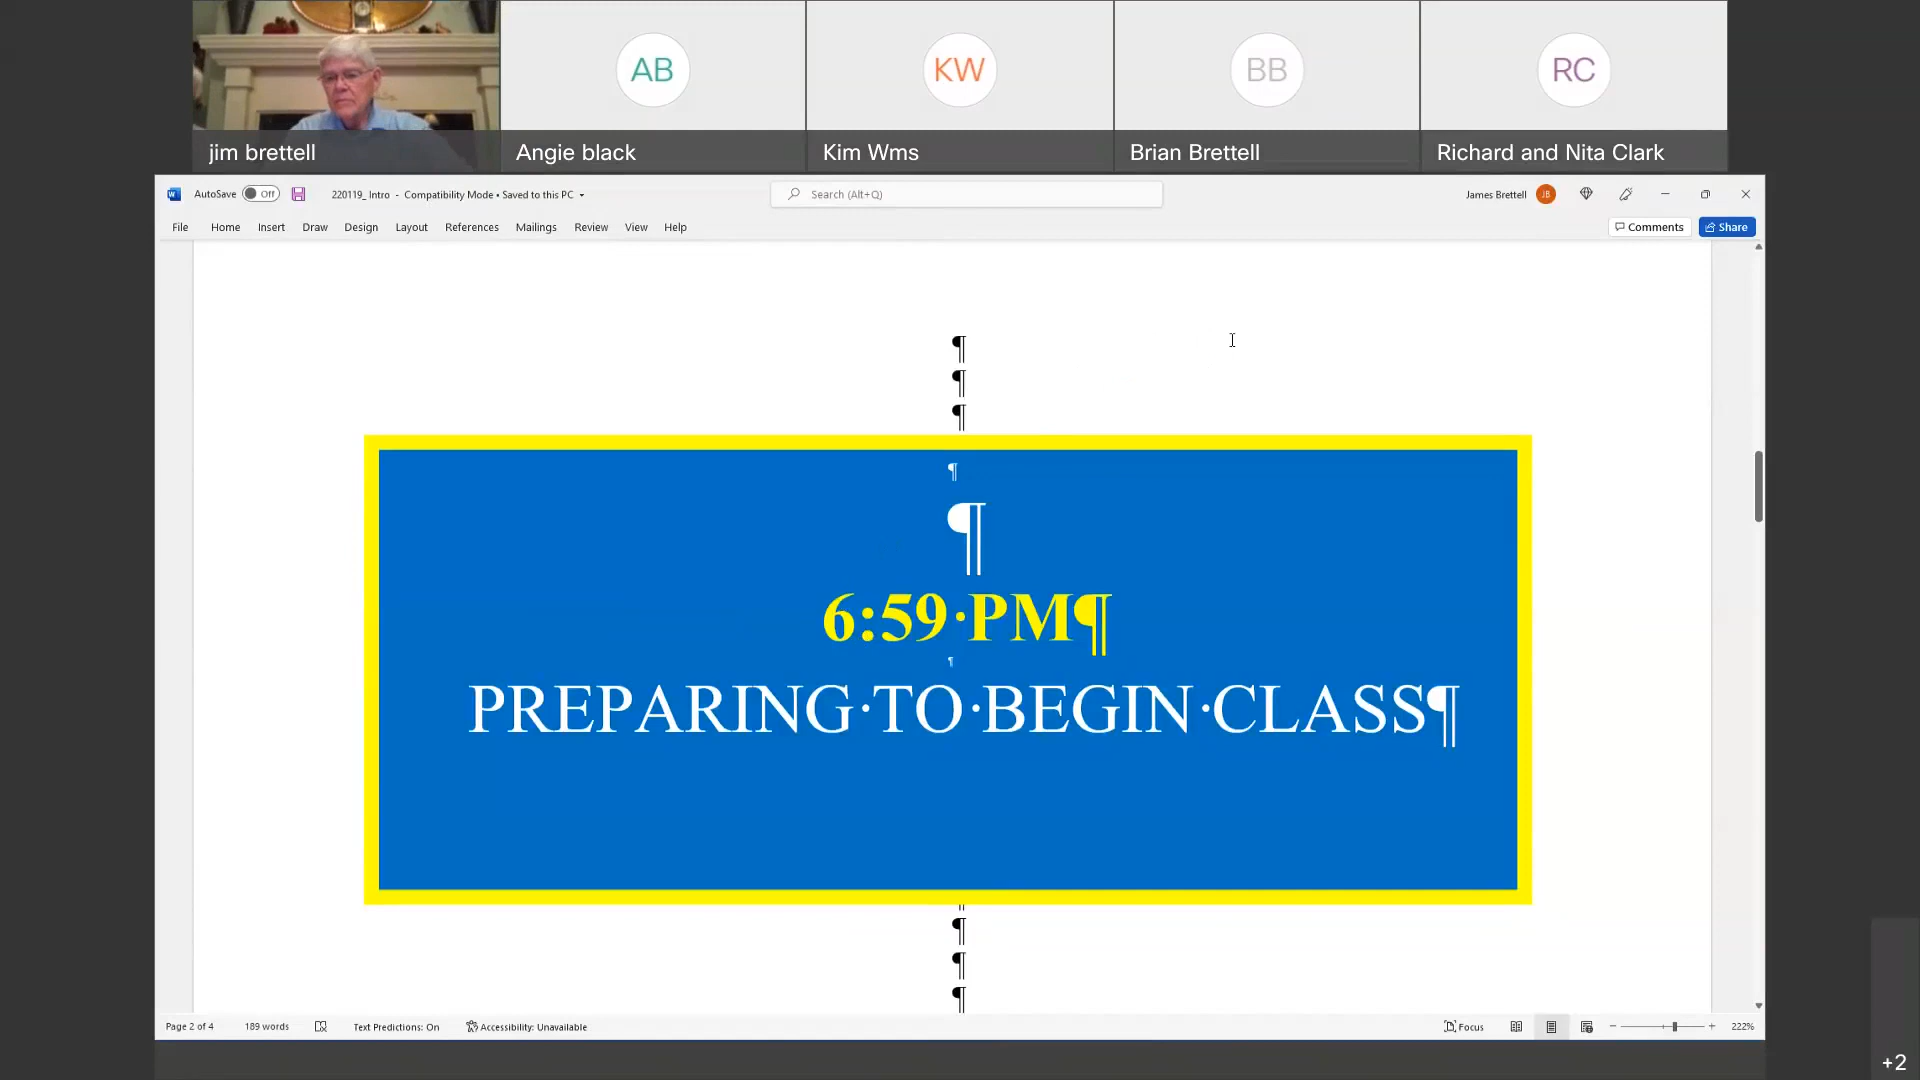 AB
KW
BB
RC
jim brettell
Angie black
Kim Wms
Brian Brettell
Richard and Nita Clark
AutoSave Off
220119_ Intro - Compatibility Mode • Saved to this PC
Search (Alt+Q)
James Brettell
JB
File Home Insert Draw Design Layout References Mailings Review View Help
Comments
Share
¶
¶
¶
¶
¶
6:59·PM¶
¶
PREPARING·TO·BEGIN·CLASS¶
¶
¶
¶
Page 2 of 4 189 words Text Predictions: On Accessibility: Unavailable
Focus
222%
+2